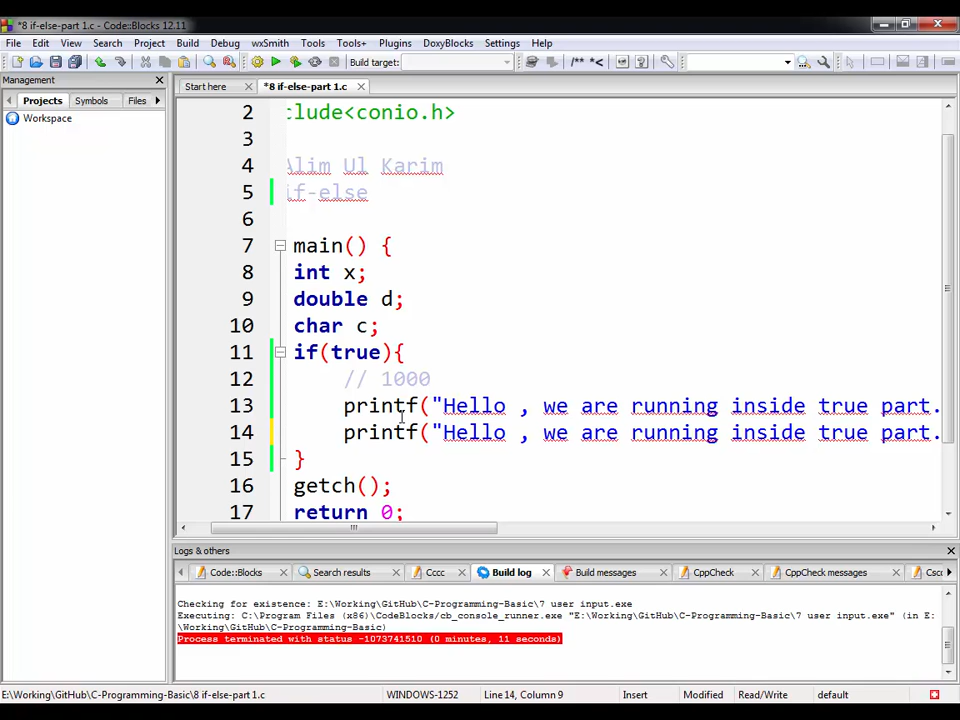 *8 if-else-part 1.c - Code::Blocks 12.11
File Edit View Search Project Build Debug wxSmith Tools Tools+ Plugins DoxyBlocks Settings Help
Build target:
/** *<
Management
Projects Symbols Files
Workspace
Start here *8 if-else-part 1.c
2 clude<conio.h>
3
4 Alim Ul Karim
5 if-else
6
7 main() {
8 int x;
9 double d;
10 char c;
11 if(true){
12 // 1000
13 printf("Hello , we are running inside true part.
14 printf("Hello , we are running inside true part.
15 }
16 getch();
17 return 0;
Logs & others
Code::Blocks Search results Cccc Build log Build messages CppCheck CppCheck messages Cscc
Checking for existence: E:\Working\GitHub\C-Programming-Basic\7 user input.exe
Executing: C:\Program Files (x86)\CodeBlocks/cb_console_runner.exe "E:\Working\GitHub\C-Programming-Basic\7 user input.exe" (in E:
\Working\GitHub\C-Programming-Basic)
Process terminated with status -1073741510 (0 minutes, 11 seconds)
E:\Working\GitHub\C-Programming-Basic\8 if-else-part 1.c WINDOWS-1252 Line 14, Column 9 Insert Modified Read/Write default